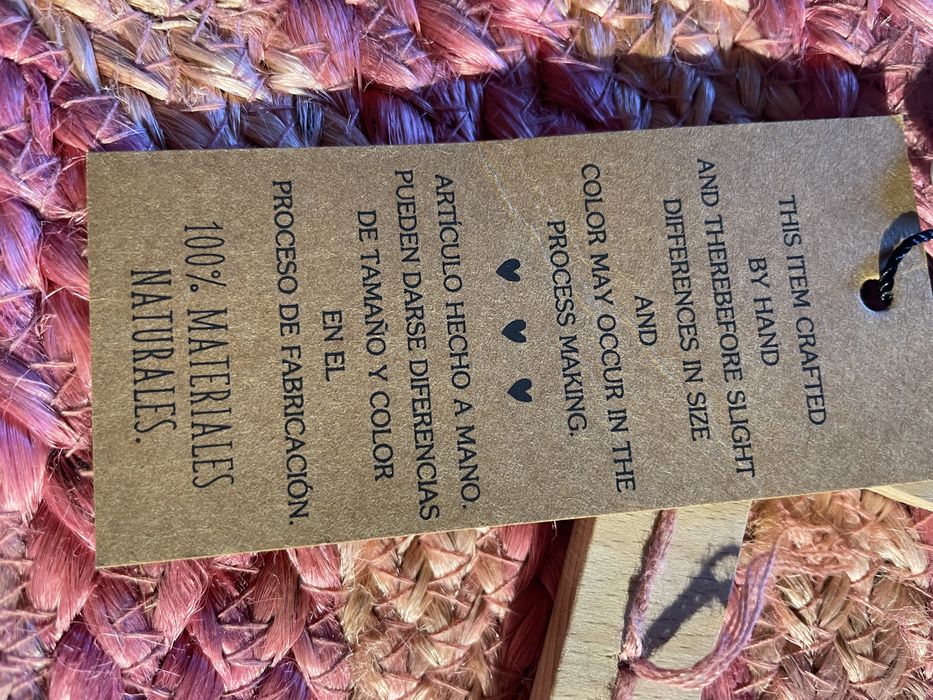 THIS ITEM CRAFTED
BY HAND
AND THEREBEFORE SLIGHT
DIFFERENCES IN SIZE
AND
COLOR MAY OCCUR IN THE
PROCESS MAKING.
ARTÍCULO HECHO A MANO.
PUEDEN DARSE DIFERENCIAS
DE TAMAÑO Y COLOR
EN EL
PROCESO DE FABRICACIÓN.
100% MATERIALES
NATURALES.